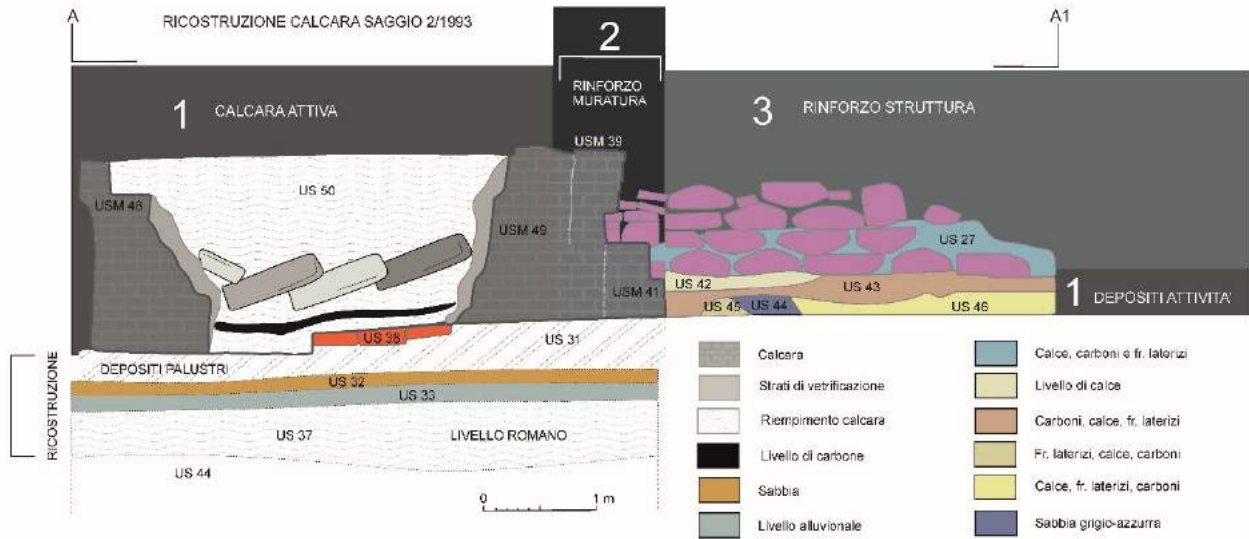 A
RICOSTRUZIONE CALCARA SAGGIO 2/1993
2
A1
RINFORZO
MURATURA
1 CALCARA ATTIVA
3 RINFORZO STRUTTURA
USM 39
US 50
USM 48
USM 49
US 27
USM 41
US 42
US 43
US 45
US 44
US 46
1 DEPOSITI ATTIVITA'
US 38
US 31
DEPOSITI PALUSTRI
US 32
US 33
US 37
LIVELLO ROMANO
US 44
RICOSTRUZIONE
0
1 m
Calcara
Strati di vetrificazione
Riempimento calcara
Livello di carbone
Sabbia
Livello alluvionale
Calce, carboni e fr. laterizi
Livello di calce
Carboni, calce, fr. laterizi
Fr. laterizi, calce, carboni
Calce, fr. laterizi, carboni
Sabbia grigio-azzurra